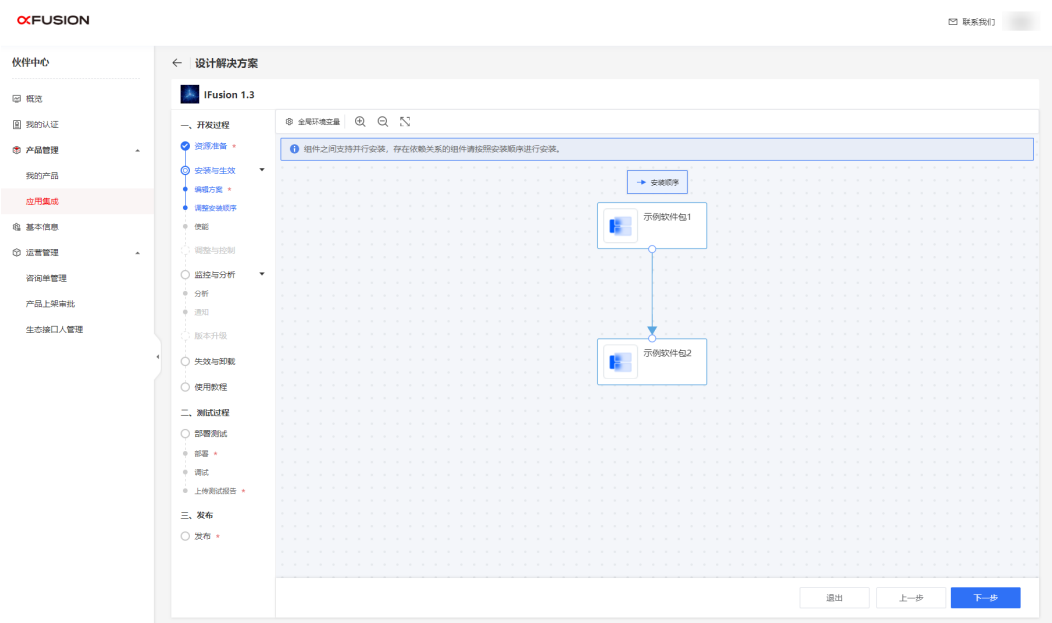 XFUSION
联系我们
伙伴中心
概览
我的认证
产品管理
我的产品
应用集成
基本信息
运营管理
咨询单管理
产品上架审批
生态接口人管理
设计解决方案
IFusion 1.3
一、开发过程
资源准备 *
安装与生效
编辑方案 *
调整安装顺序
使能
调整与控制
监控与分析
分析
通知
版本升级
失效与卸载
使用教程
二、测试过程
部署测试
部署 *
调试
上传测试报告 *
三、发布
发布 *
全局环境变量
组件之间支持并行安装，存在依赖关系的组件请按照安装顺序进行安装。
安装顺序
示例软件包1
示例软件包2
退出
上一步
下一步